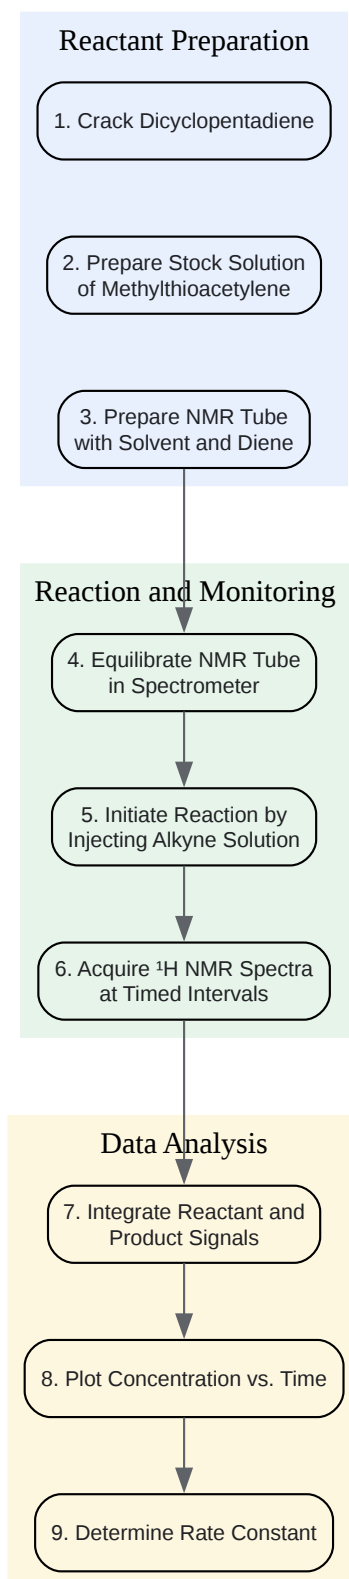 Reactant Preparation
1. Crack Dicyclopentadiene
2. Prepare Stock Solution
of Methylthioacetylene
3. Prepare NMR Tube
with Solvent and Diene
Reaction and Monitoring
4. Equilibrate NMR Tube
in Spectrometer
5. Initiate Reaction by
Injecting Alkyne Solution
6. Acquire ¹H NMR Spectra
at Timed Intervals
Data Analysis
7. Integrate Reactant and
Product Signals
8. Plot Concentration vs. Time
9. Determine Rate Constant